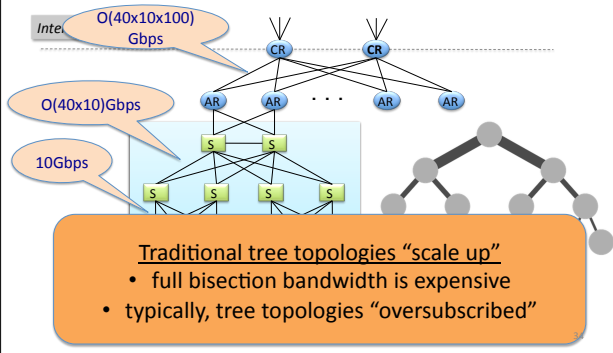 Inte
O(40x10x100)
Gbps
CR CR
AR AR . . . AR AR
O(40x10)Gbps
S S
10Gbps
S S S S
Traditional tree topologies “scale up”
• full bisection bandwidth is expensive
• typically, tree topologies “oversubscribed”
34